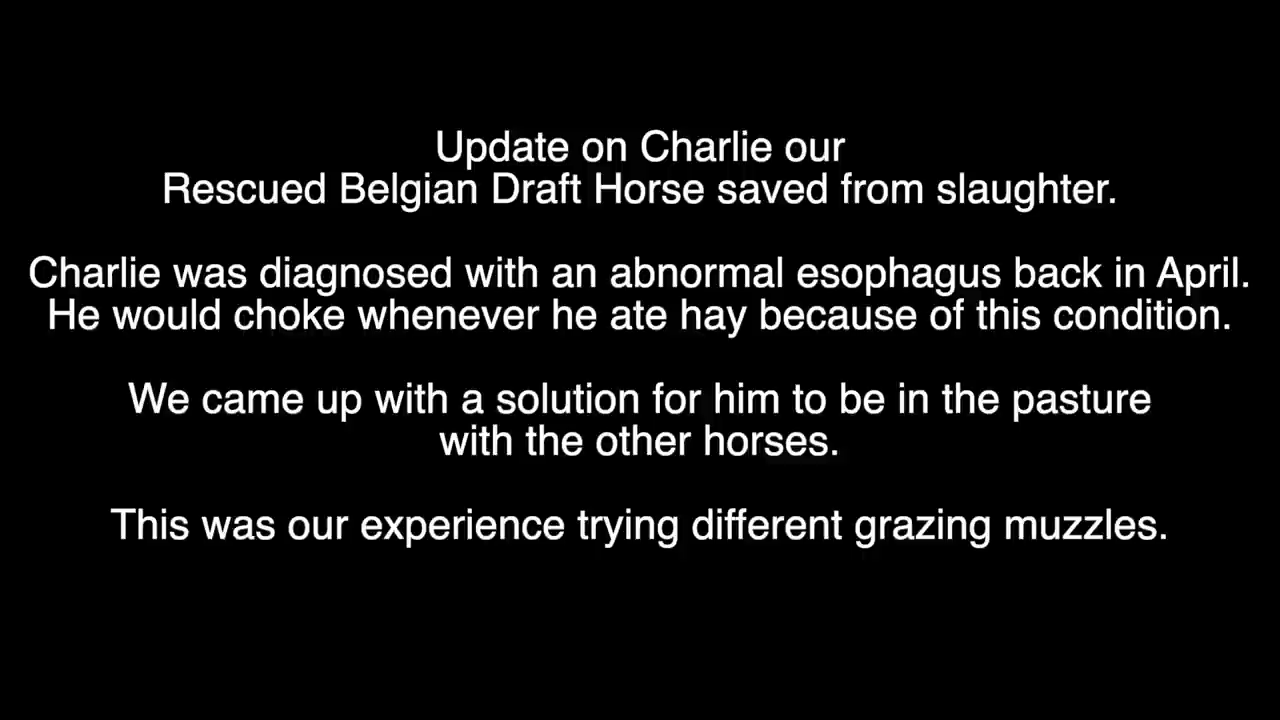 Update on Charlie our
Rescued Belgian Draft Horse saved from slaughter.
Charlie was diagnosed with an abnormal esophagus back in April.
He would choke whenever he ate hay because of this condition.
We came up with a solution for him to be in the pasture
with the other horses.
This was our experience trying different grazing muzzles.